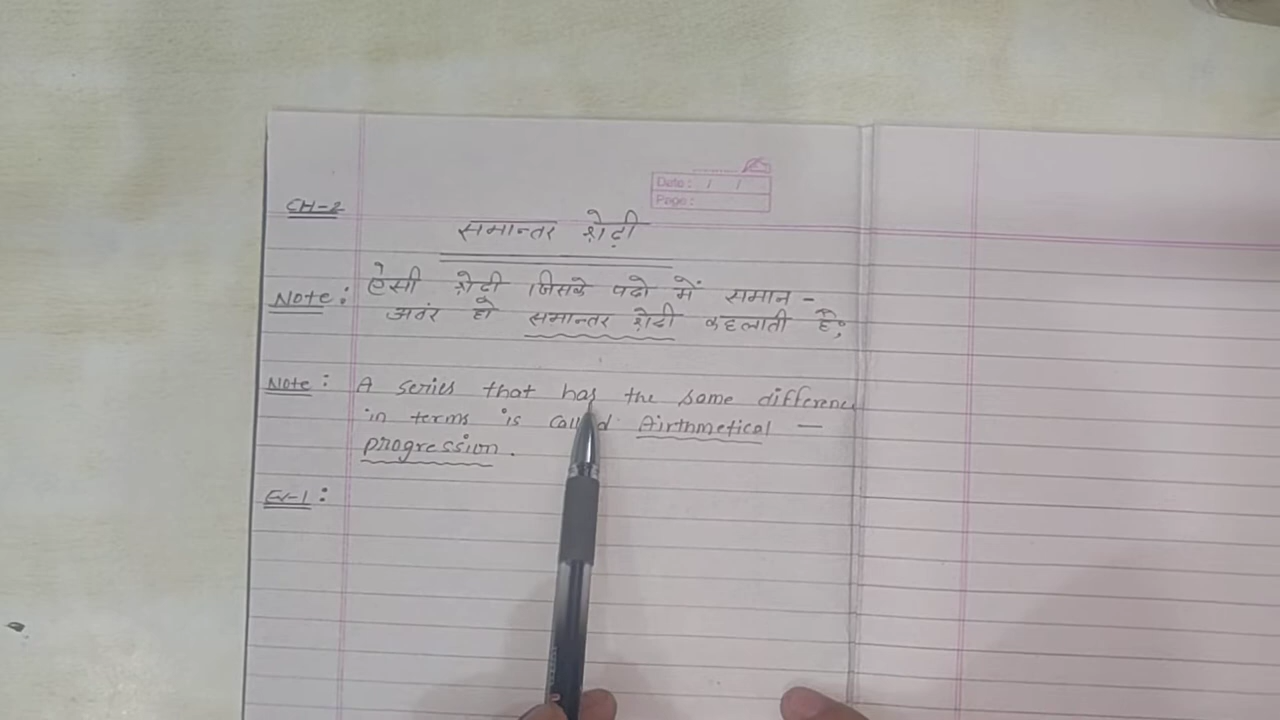 Date: / /
Page:
CH-2
समान्तर श्रेढ़ी
Note: ऐसी श्रेढी जिसके पदो में समान -
अतंर हो समान्तर श्रेढी कहलाती है;
Note: A series that has the same difference
in terms is called Airthmetical —
progression.
Ex-1: